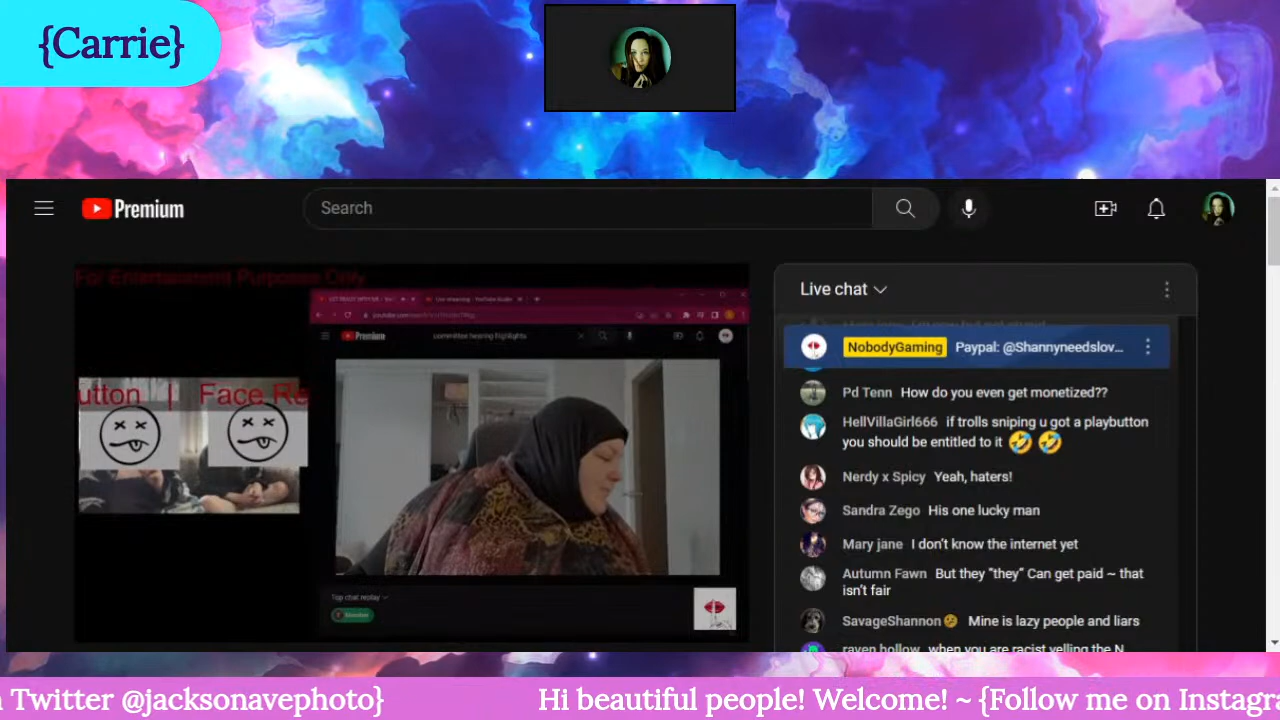 {Carrie}
Premium
Search
For Entertainment Purposes Only
utton | Face Re
Premium
committee hearing highlights
Top chat replay
Live chat
NobodyGaming Paypal: @Shannyneedslov...
Pd Tenn How do you even get monetized??
HellVillaGirl666 if trolls sniping u got a playbutton
you should be entitled to it 🤣 🤣
Nerdy x Spicy Yeah, haters!
Sandra Zego His one lucky man
Mary jane I don't know the internet yet
Autumn Fawn But they "they" Can get paid ~ that
isn't fair
SavageShannon Mine is lazy people and liars
raven hollow when you are racist yelling the N
n Twitter @jacksonavephoto}
Hi beautiful people! Welcome! ~ {Follow me on Instagra